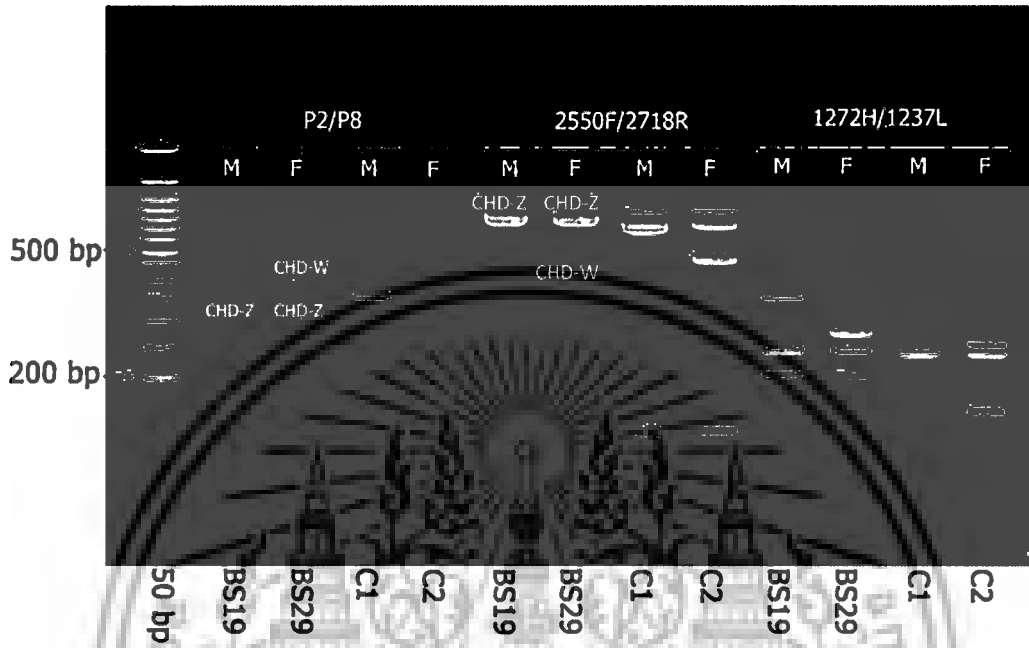 P2/P8 2550F/2718R 1272H/1237L
M F M F M F M F M F M F
CHD-Z CHD-Z
500 bp
CHD-W CHD-W
CHD-Z CHD-Z
200 bp
50 bp BS19 BS29 C1 C2 BS19 BS29 C1 C2 BS19 BS29 C1 C2